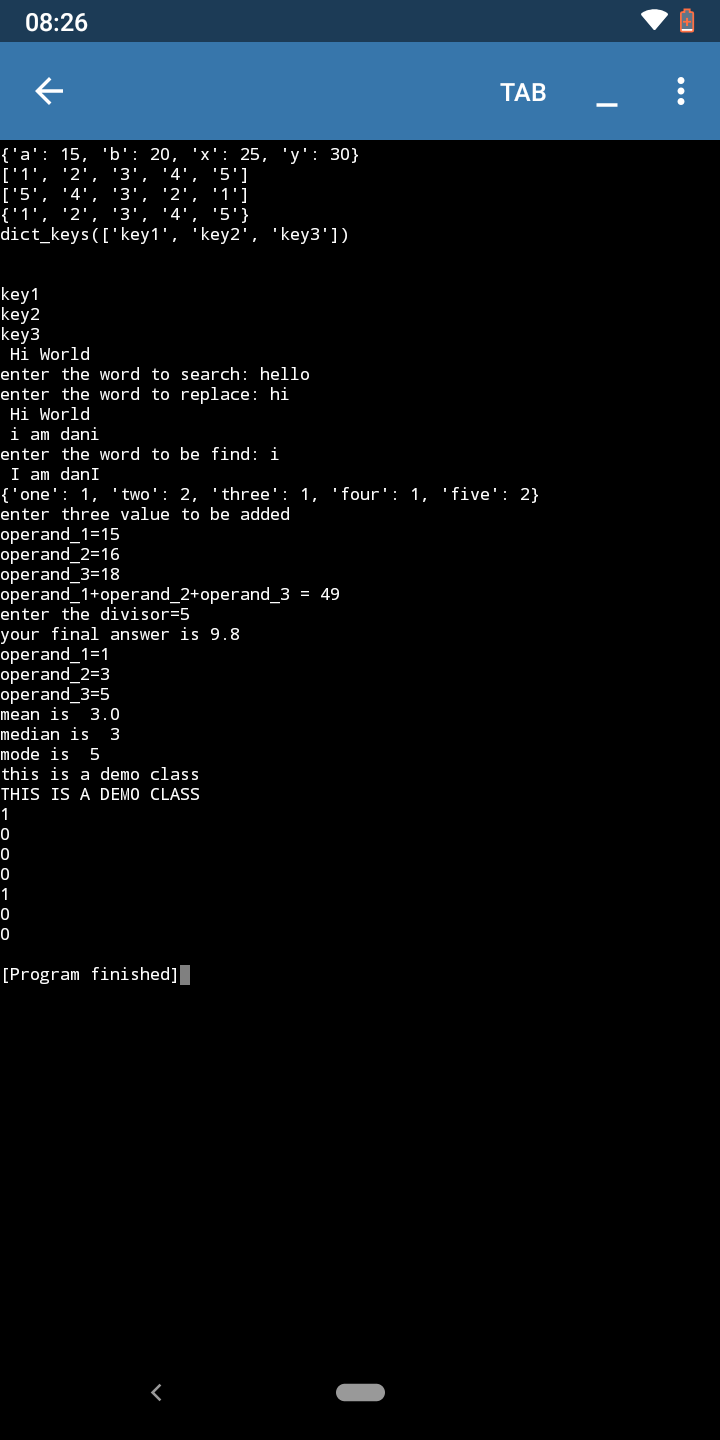 08:26
TAB
{'a': 15, 'b': 20, 'x': 25, 'y': 30}
['1', '2', '3', '4', '5']
['5', '4', '3', '2', '1']
{'1', '2', '3', '4', '5'}
dict_keys(['key1', 'key2', 'key3'])
key1
key2
key3
 Hi World
enter the word to search: hello
enter the word to replace: hi
 Hi World
 i am dani
enter the word to be find: i
 I am danI
{'one': 1, 'two': 2, 'three': 1, 'four': 1, 'five': 2}
enter three value to be added
operand_1=15
operand_2=16
operand_3=18
operand_1+operand_2+operand_3 = 49
enter the divisor=5
your final answer is 9.8
operand_1=1
operand_2=3
operand_3=5
mean is  3.0
median is  3
mode is  5
this is a demo class
THIS IS A DEMO CLASS
1
0
0
0
1
0
0
[Program finished]